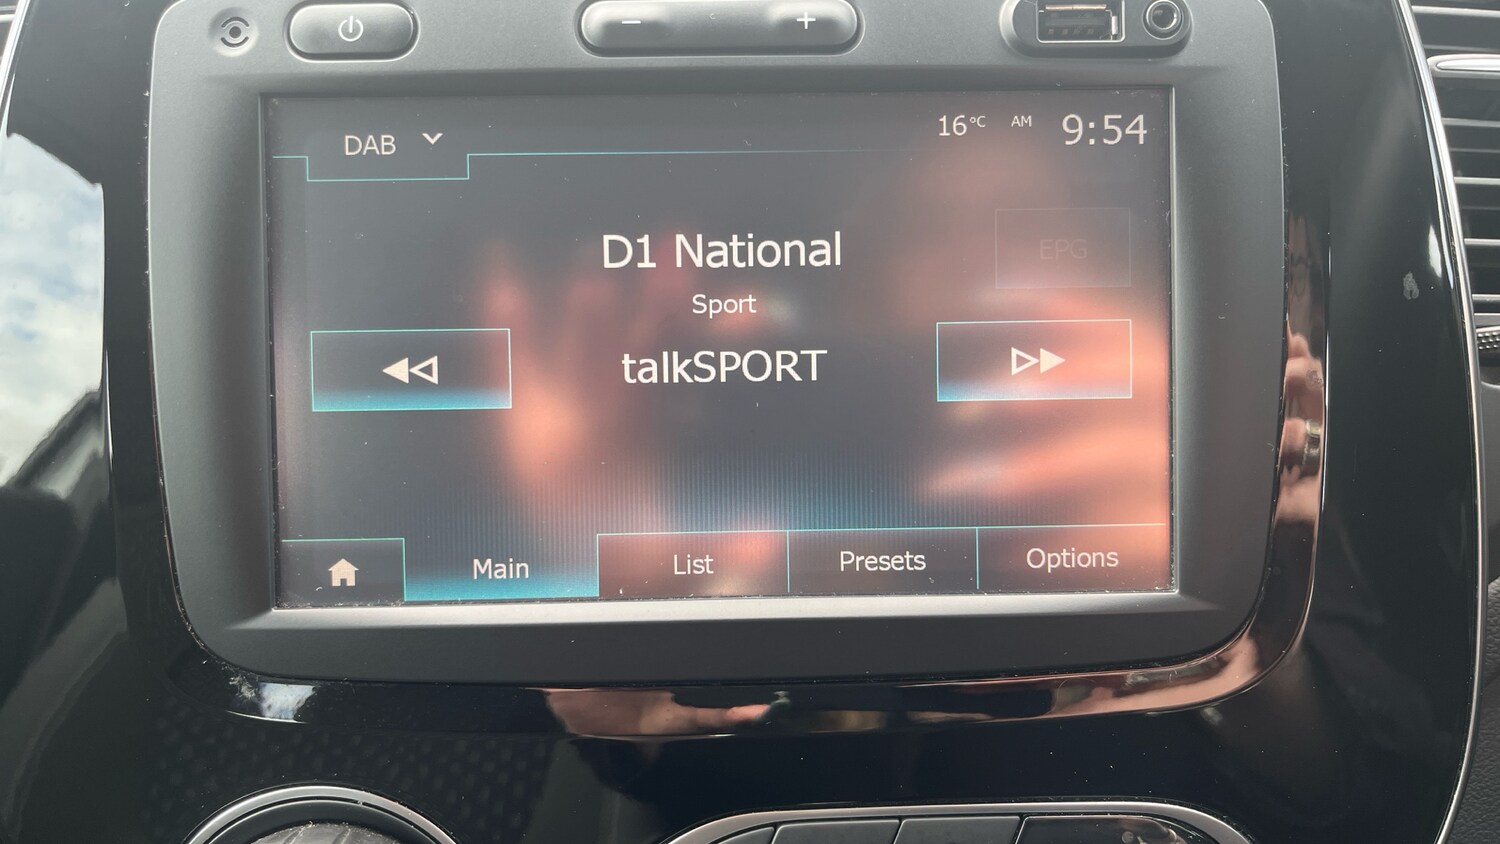 − +
DAB 16°C AM 9:54
D1 National
EPG
Sport
talkSPORT
Main List Presets Options